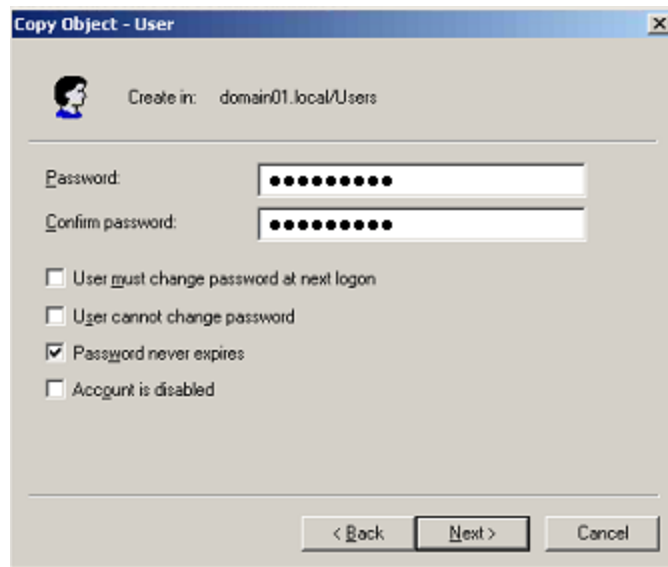 Copy Object - User
Create in: domain01.local/Users
Password: ●●●●●●●●●
Confirm password: ●●●●●●●●●
User must change password at next logon
User cannot change password
Password never expires
Account is disabled
< Back Next > Cancel